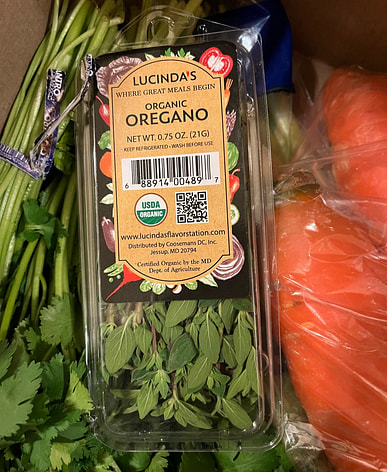 LUCINDA'S
WHERE GREAT MEALS BEGIN
ORGANIC
OREGANO
NET WT. 0.75 OZ. (21G)
• KEEP REFRIGERATED • WASH BEFORE USE
6 88914 00489 7
USDA
ORGANIC
www.lucindasflavorstation.com
Distributed by Coosemans DC, Inc.
Jessup, MD 20794
Certified Organic by the MD
Dept. of Agriculture